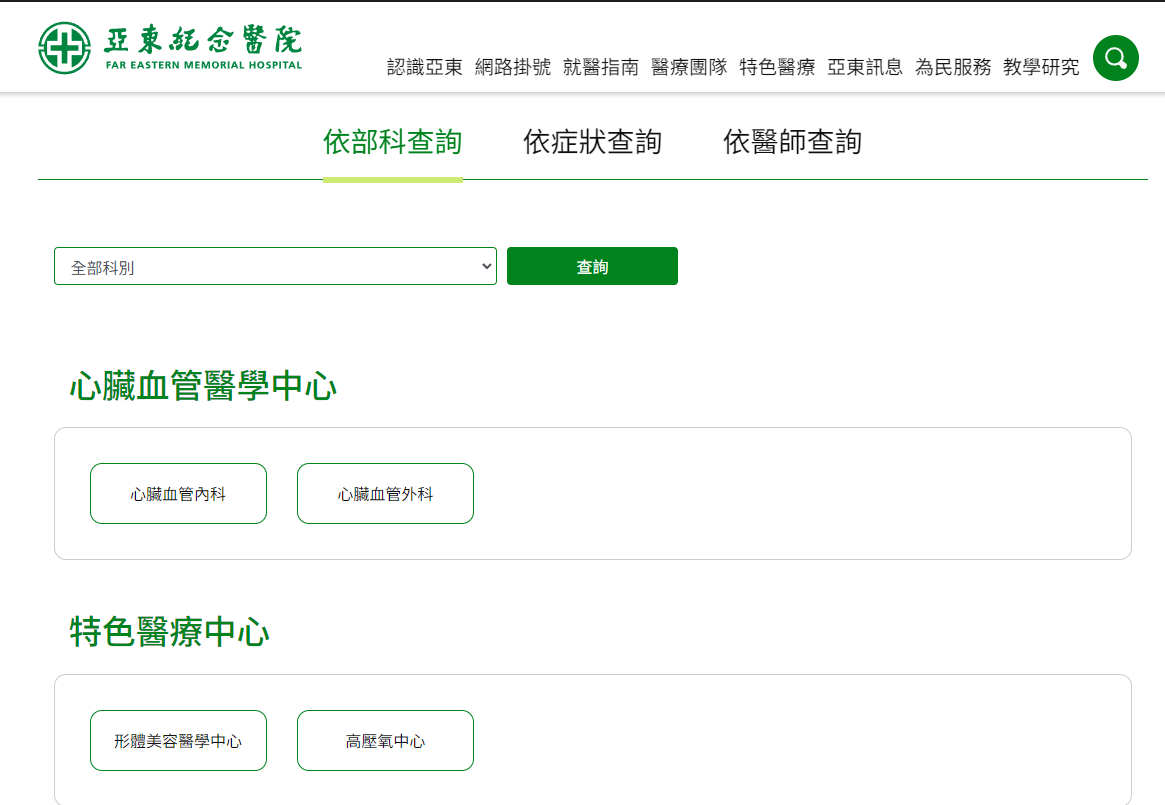 亞東紀念醫院
FAR EASTERN MEMORIAL HOSPITAL
認識亞東 網路掛號 就醫指南 醫療團隊 特色醫療 亞東訊息 為民服務 教學研究
依部科查詢 依症狀查詢 依醫師查詢
全部科別 查詢
心臟血管醫學中心
心臟血管內科 心臟血管外科
特色醫療中心
形體美容醫學中心 高壓氧中心